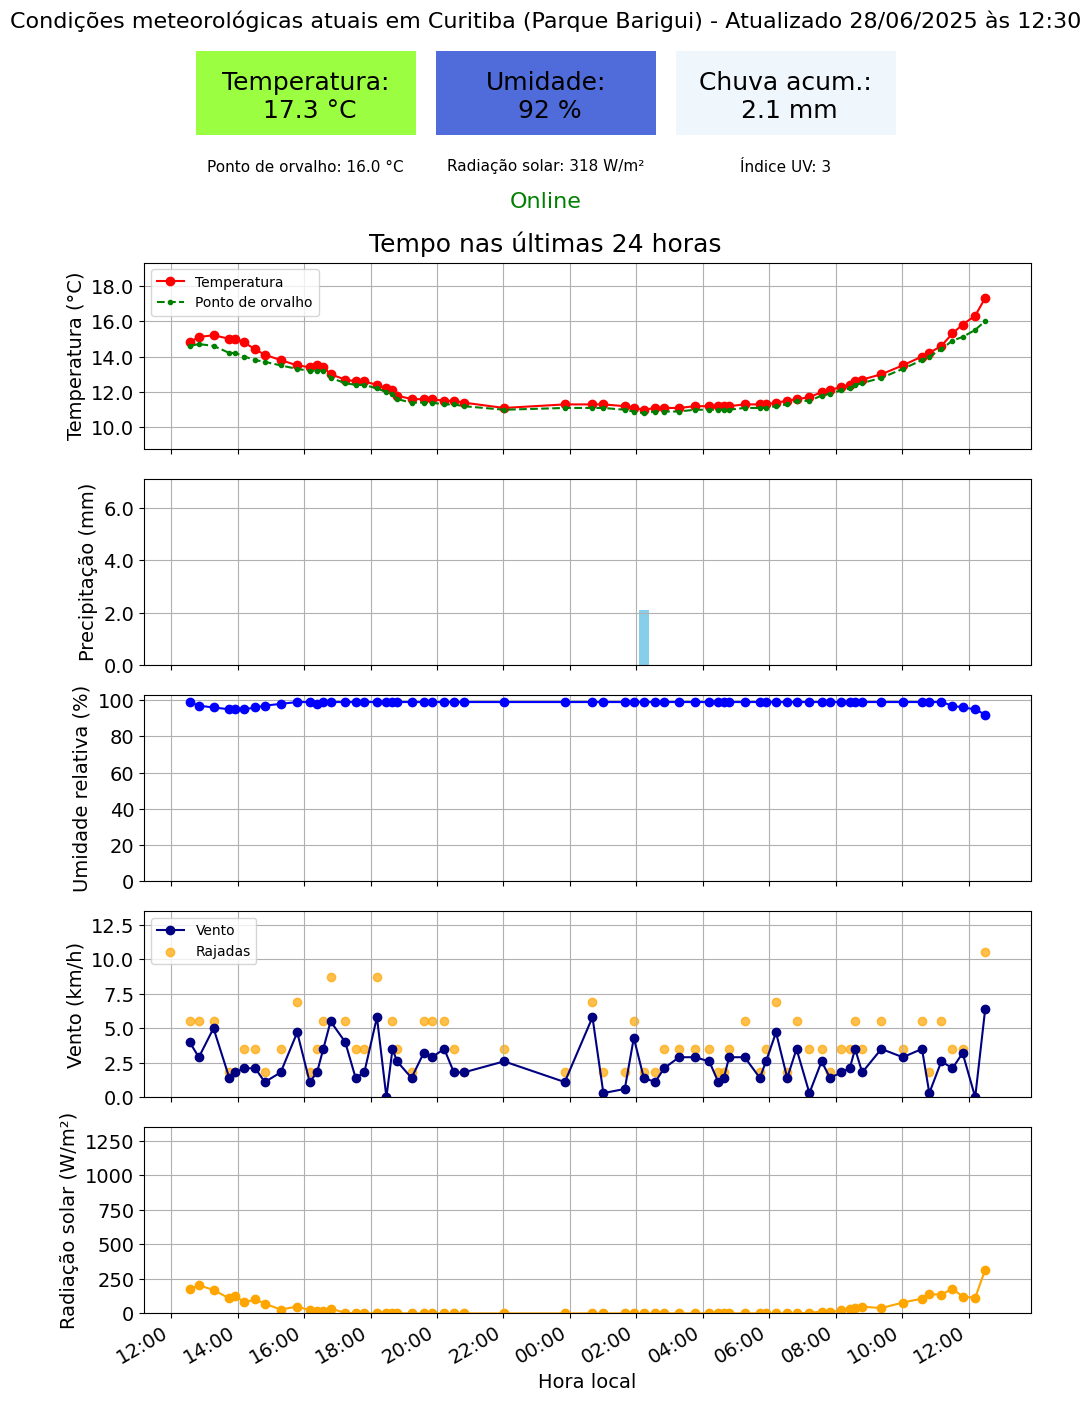 Condições meteorológicas atuais em Curitiba (Parque Barigui) - Atualizado 28/06/2025 às 12:30
Temperatura:
17.3 °C
Umidade:
92 %
Chuva acum.:
2.1 mm
Ponto de orvalho: 16.0 °C
Radiação solar: 318 W/m²
Índice UV: 3
Online
Tempo nas últimas 24 horas
Temperatura (°C)
18.0
16.0
14.0
12.0
10.0
Temperatura
Ponto de orvalho
Precipitação (mm)
6.0
4.0
2.0
0.0
Umidade relativa (%)
100
80
60
40
20
0
Vento (km/h)
12.5
10.0
7.5
5.0
2.5
0.0
Vento
Rajadas
Radiação solar (W/m²)
1250
1000
750
500
250
0
12:00
14:00
16:00
18:00
20:00
22:00
00:00
02:00
04:00
06:00
08:00
10:00
12:00
Hora local